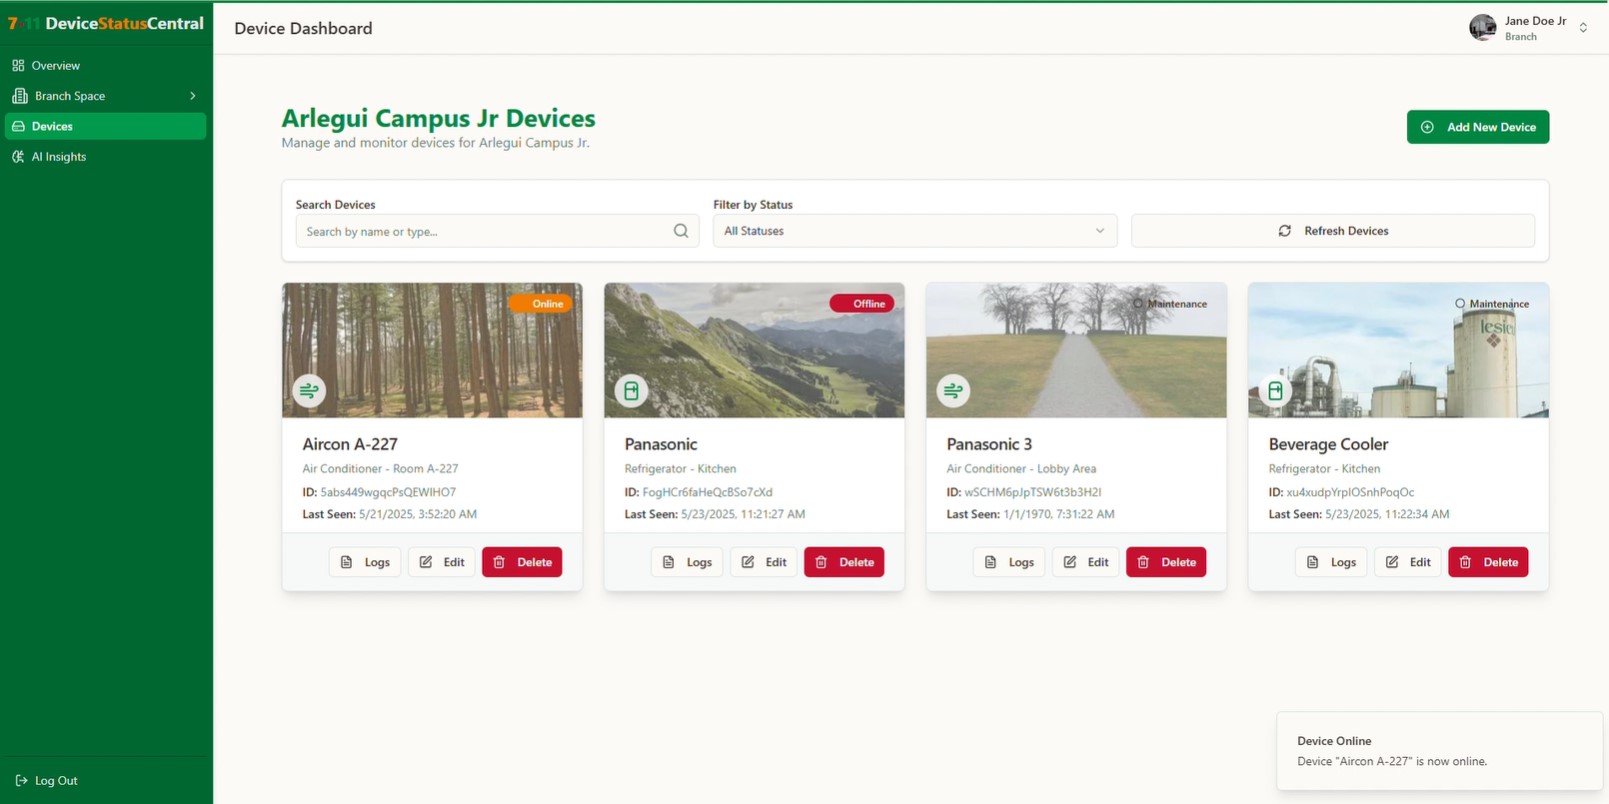 7-11 DeviceStatusCentral
Device Dashboard
Jane Doe Jr
Branch
Overview
Branch Space
Devices
AI Insights
Log Out
Arlegui Campus Jr Devices
Manage and monitor devices for Arlegui Campus Jr.
Add New Device
Search Devices
Search by name or type...
Filter by Status
All Statuses
Refresh Devices
Online
Aircon A-227
Air Conditioner - Room A-227
ID: 5abs449wgqcPsQEWIHO7
Last Seen: 5/21/2025, 3:52:20 AM
Logs
Edit
Delete
Offline
Panasonic
Refrigerator - Kitchen
ID: FogHCr6faHeQcBSo7cXd
Last Seen: 5/23/2025, 11:21:27 AM
Logs
Edit
Delete
Maintenance
Panasonic 3
Air Conditioner - Lobby Area
ID: wSCHM6pJpTSW6t3b3H2I
Last Seen: 1/1/1970, 7:31:22 AM
Logs
Edit
Delete
Maintenance
Beverage Cooler
Refrigerator - Kitchen
ID: xu4xudpYrpIOSnhPoqOc
Last Seen: 5/23/2025, 11:22:34 AM
Logs
Edit
Delete
Device Online
Device "Aircon A-227" is now online.